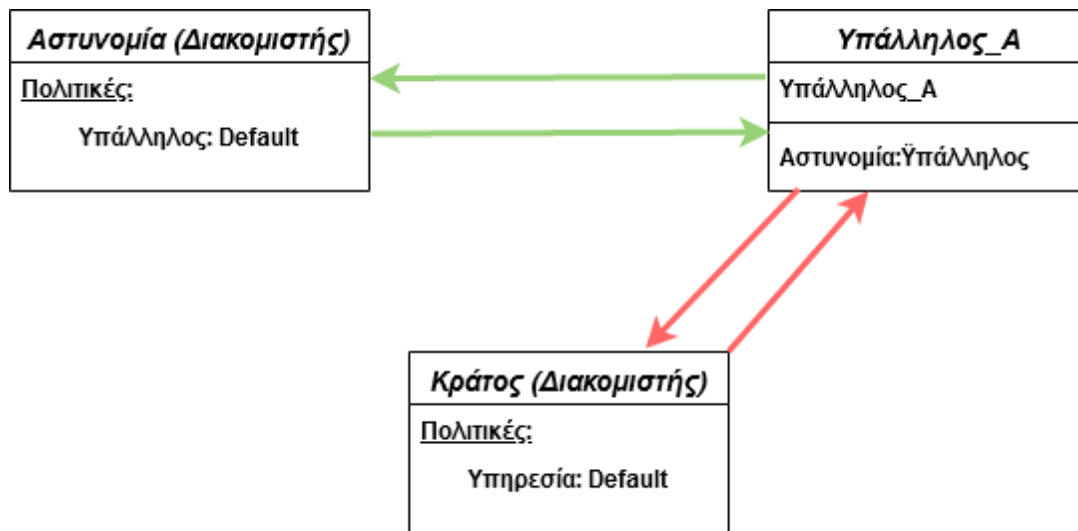 Αστυνομία (Διακομιστής)
Πολιτικές:
Υπάλληλος: Default
Υπάλληλος_Α
Υπάλληλος_Α
Αστυνομία:Ϋπάλληλος
Κράτος (Διακομιστής)
Πολιτικές:
Υπηρεσία: Default